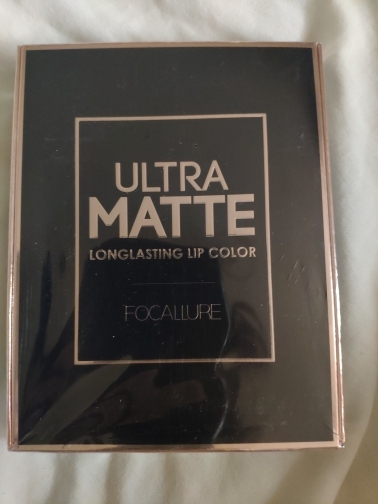 ULTRA
MATTE
LONGLASTING LIP COLOR
FOCALLURE